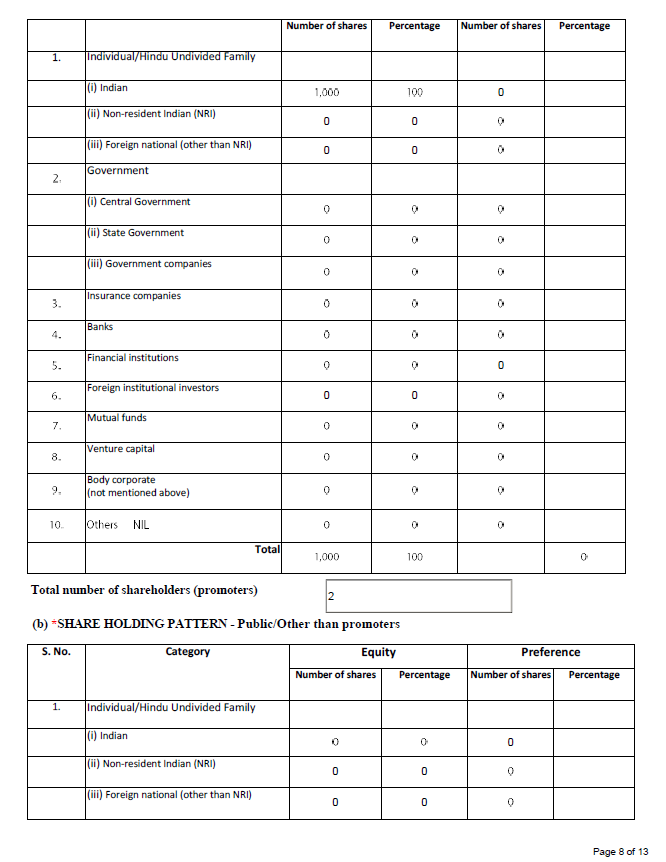 Number of shares Percentage Number of shares Percentage
1. Individual/Hindu Undivided Family
(i) Indian 1,000 100 0
(ii) Non-resident Indian (NRI) 0 0 0
(iii) Foreign national (other than NRI) 0 0 0
2. Government
(i) Central Government 0 0 0
(ii) State Government 0 0 0
(iii) Government companies 0 0 0
3. Insurance companies 0 0 0
4. Banks 0 0 0
5. Financial institutions 0 0 0
6. Foreign institutional investors 0 0 0
7. Mutual funds 0 0 0
8. Venture capital 0 0 0
9. Body corporate
(not mentioned above) 0 0 0
10. Others NIL 0 0 0
Total 1,000 100 0
Total number of shareholders (promoters) 2
(b) *SHARE HOLDING PATTERN - Public/Other than promoters
S. No. Category Equity Preference
Number of shares Percentage Number of shares Percentage
1. Individual/Hindu Undivided Family
(i) Indian 0 0 0
(ii) Non-resident Indian (NRI) 0 0 0
(iii) Foreign national (other than NRI) 0 0 0
Page 8 of 13